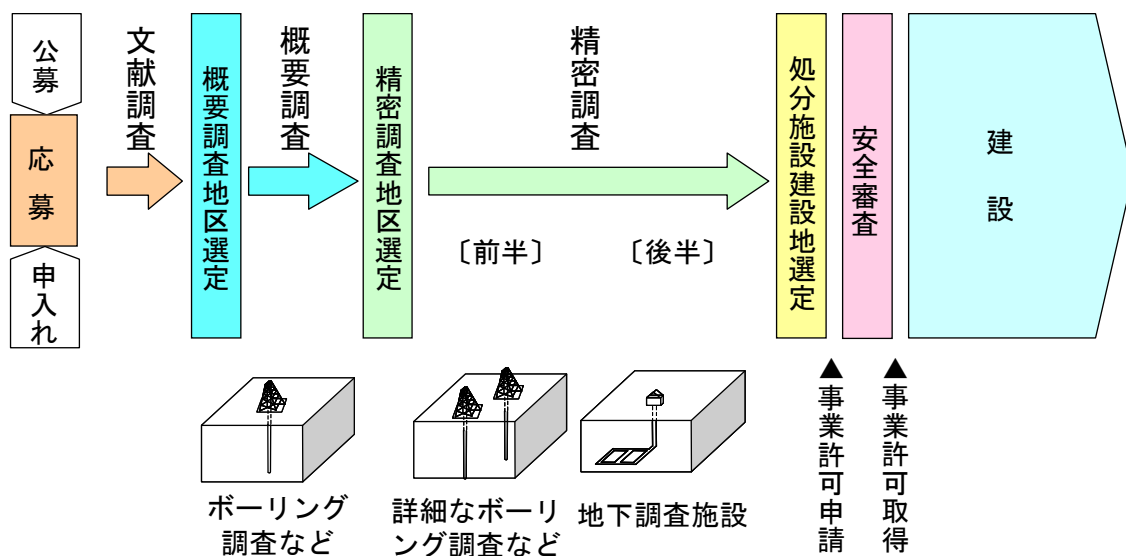 公募
応募
申入れ
文献調査
概要調査地区選定
概要調査
精密調査地区選定
精密調査
〔前半〕
〔後半〕
処分施設建設地選定
安全審査
建設
ボーリング
調査など
詳細なボーリ
ング調査など
地下調査施設
▲事業許可申請
▲事業許可取得